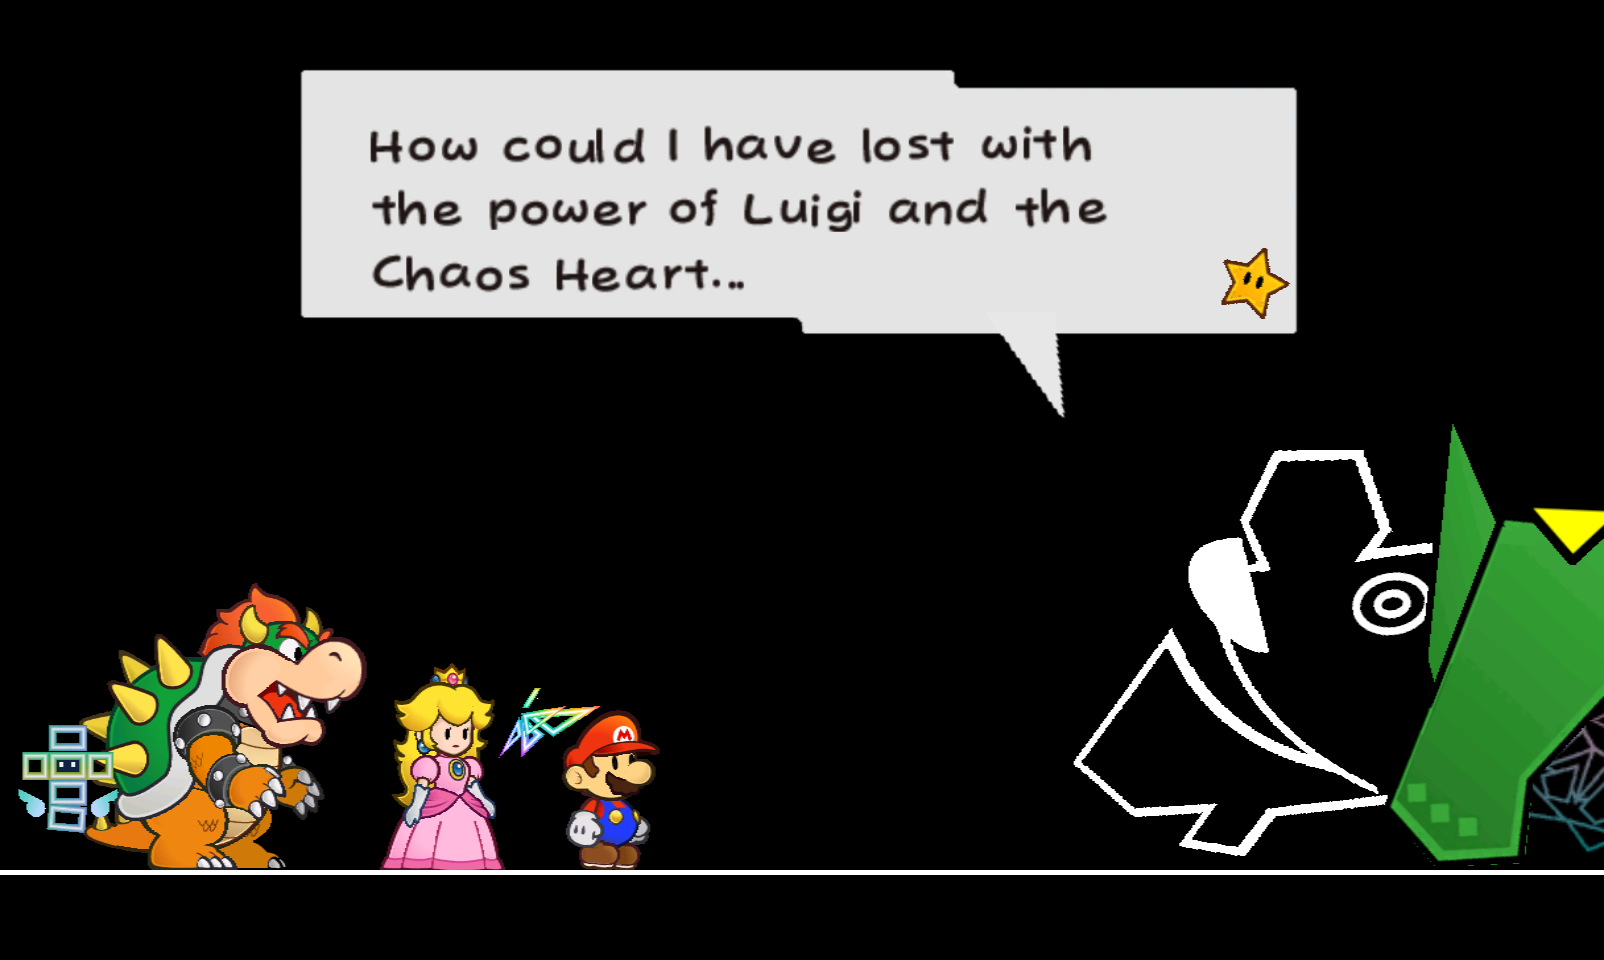 How could I have lost with
the power of Luigi and the
Chaos Heart...
M